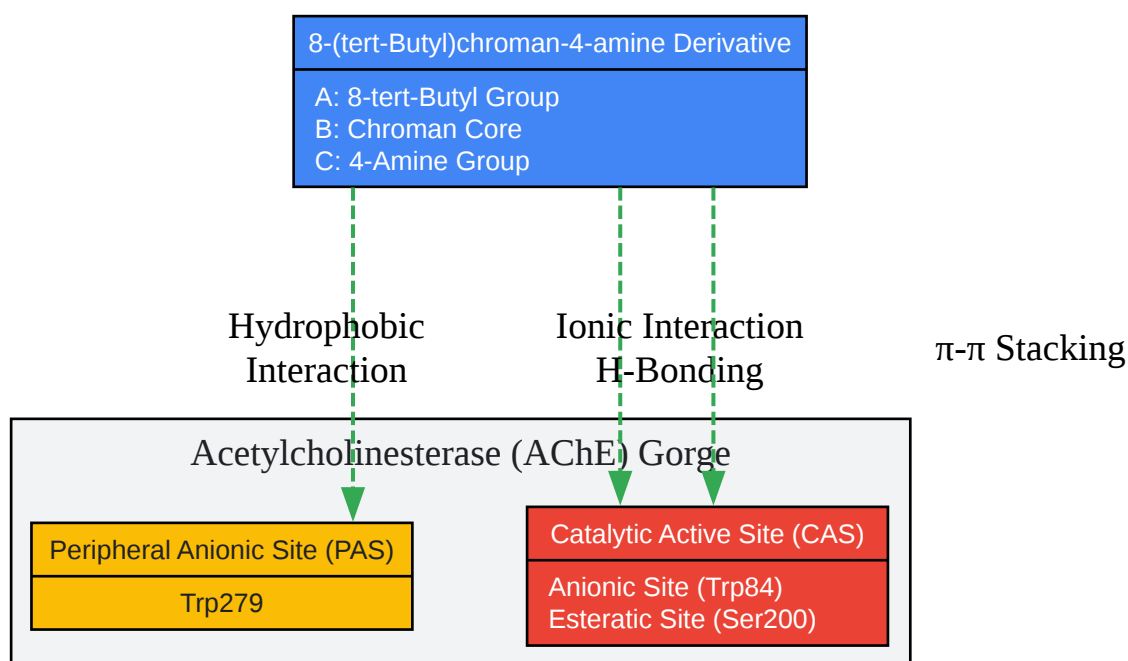 8-(tert-Butyl)chroman-4-amine Derivative
A: 8-tert-Butyl Group
B: Chroman Core
C: 4-Amine Group
Hydrophobic
Interaction
Ionic Interaction
H-Bonding
π-π Stacking
Acetylcholinesterase (AChE) Gorge
Peripheral Anionic Site (PAS)
Trp279
Catalytic Active Site (CAS)
Anionic Site (Trp84)
Esteratic Site (Ser200)